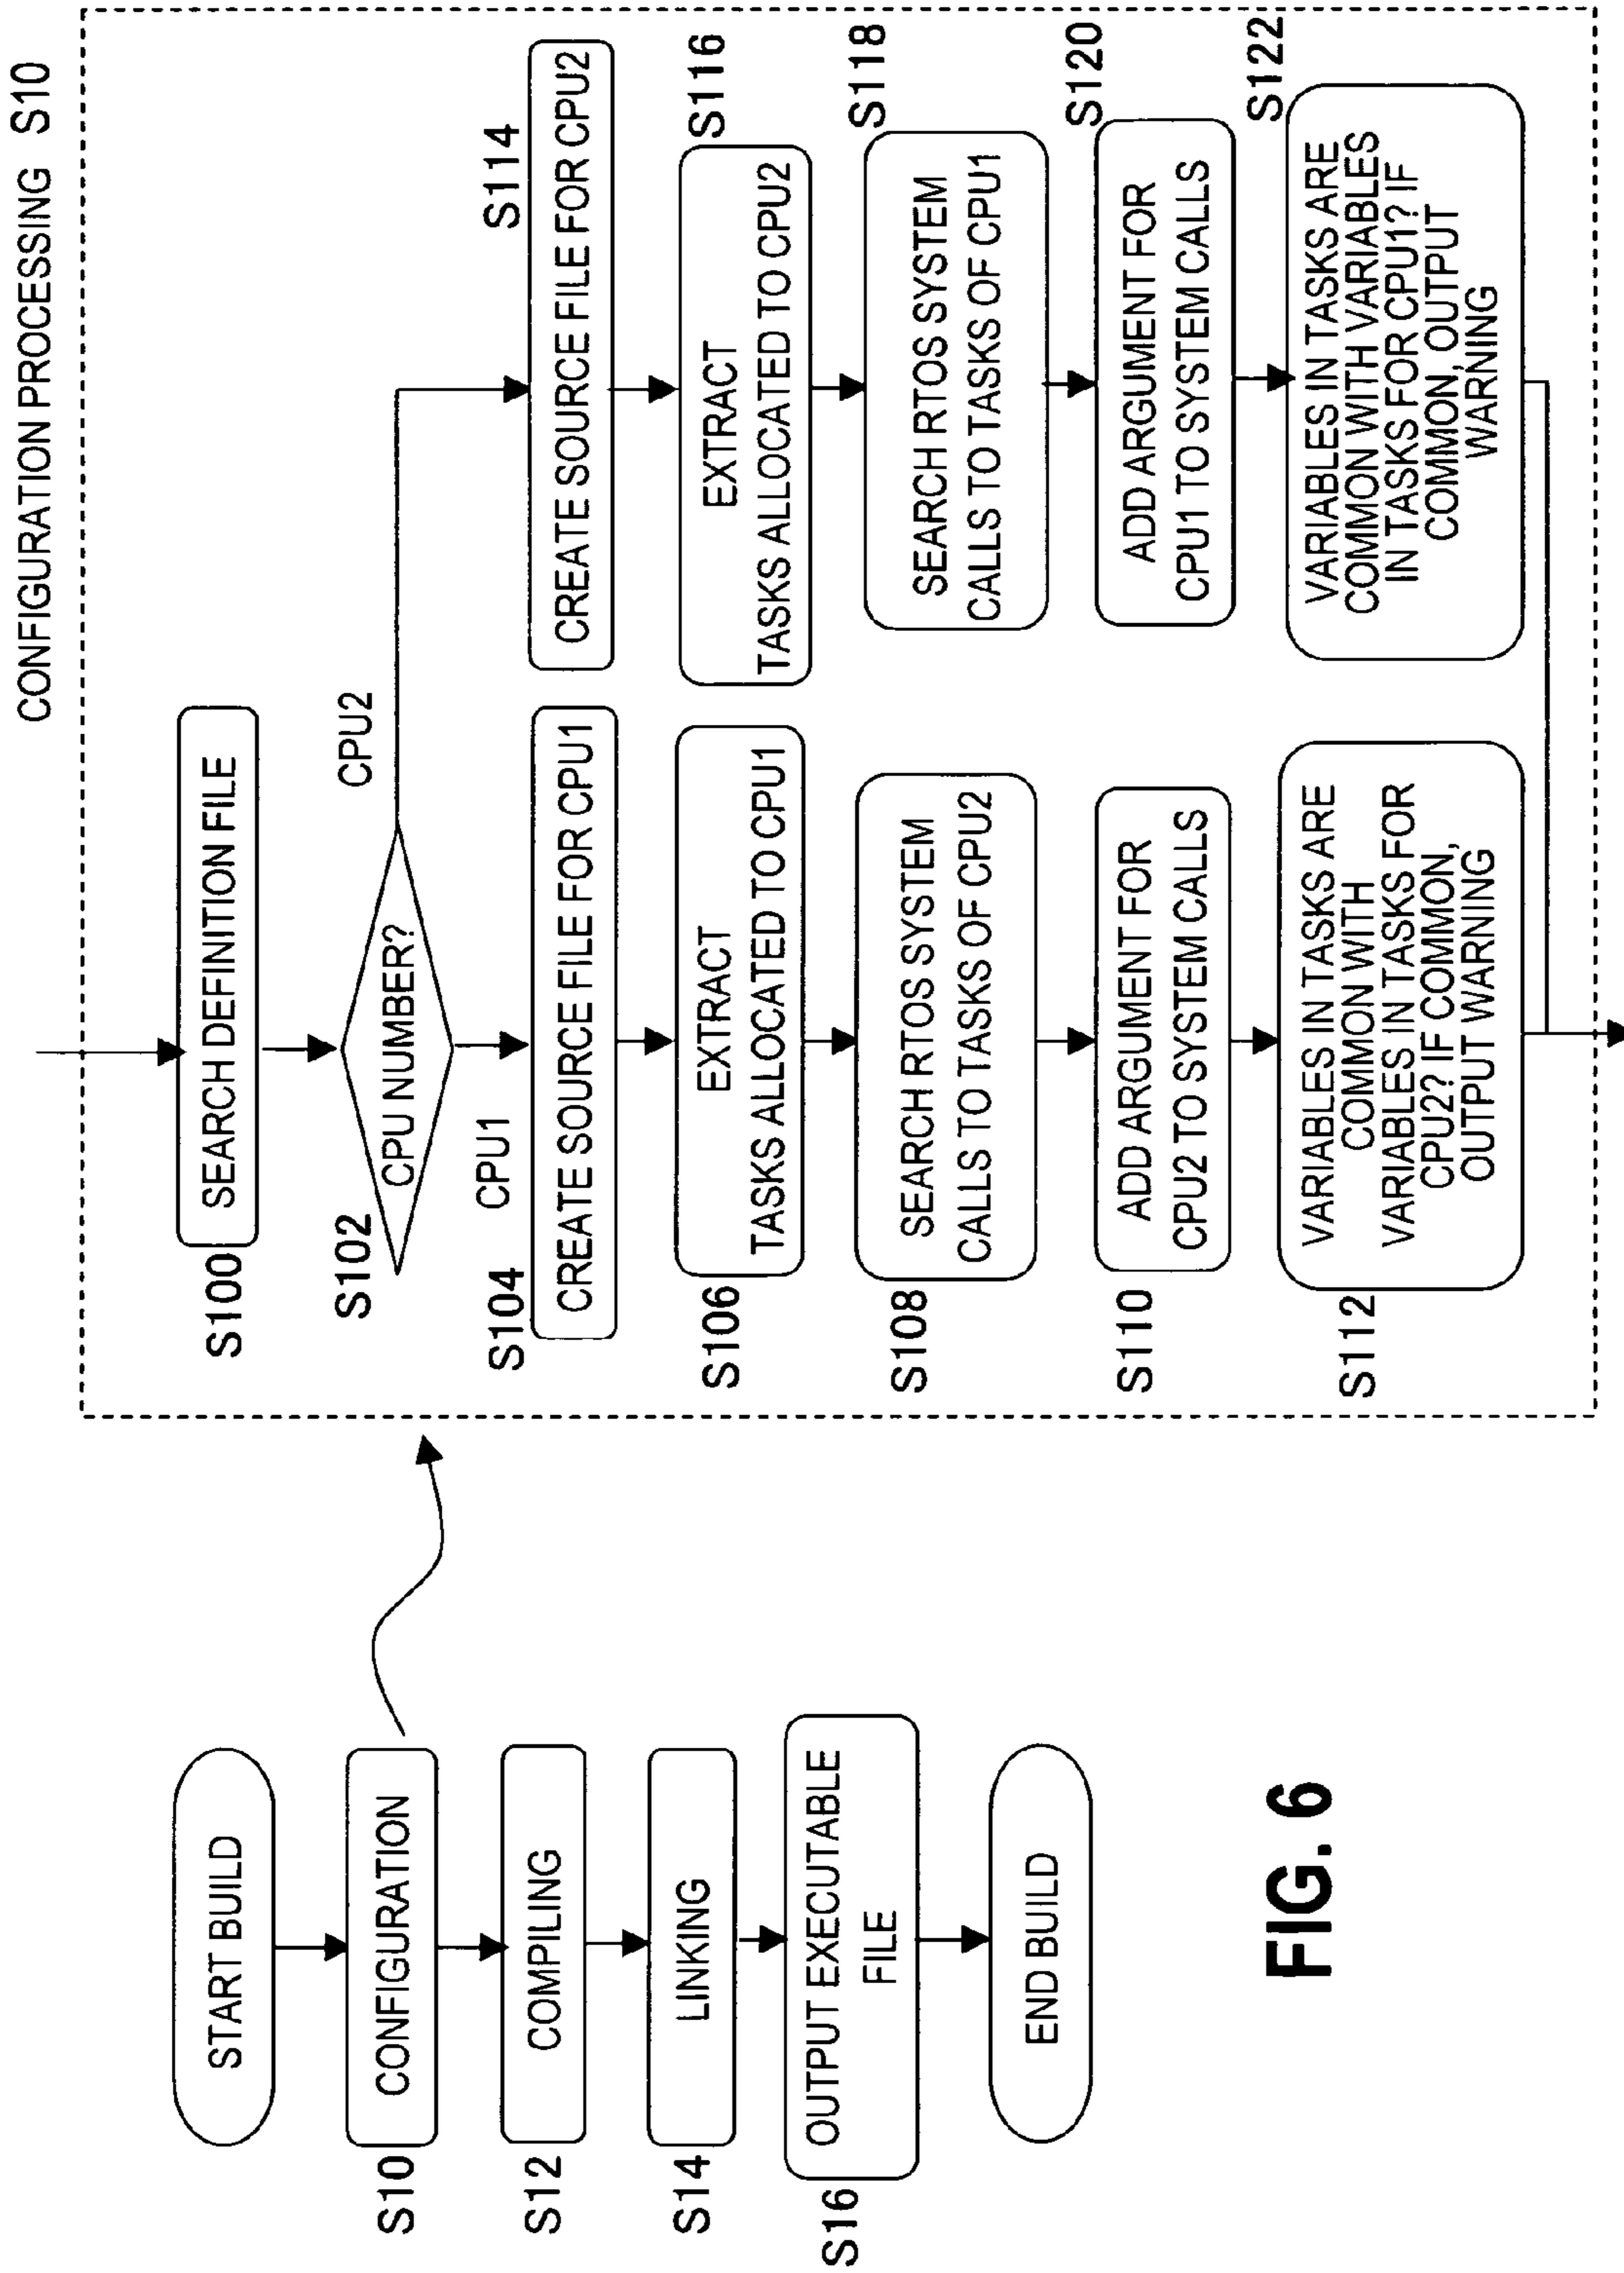 START BUILD
S10
CONFIGURATION
S12
COMPILING
S14
LINKING
S16
OUTPUT EXECUTABLE
FILE
END BUILD
FIG. 6
CONFIGURATION PROCESSING S10
S100
SEARCH DEFINITION FILE
S102
CPU NUMBER?
CPU2
CPU1
S104
CREATE SOURCE FILE FOR CPU1
S106
EXTRACT
TASKS ALLOCATED TO CPU1
S108
SEARCH RTOS SYSTEM
CALLS TO TASKS OF CPU2
S110
ADD ARGUMENT FOR
CPU2 TO SYSTEM CALLS
S112
VARIABLES IN TASKS ARE
COMMON WITH
VARIABLES IN TASKS FOR
CPU2? IF COMMON,
OUTPUT WARNING
S114
CREATE SOURCE FILE FOR CPU2
S116
EXTRACT
TASKS ALLOCATED TO CPU2
S118
SEARCH RTOS SYSTEM
CALLS TO TASKS OF CPU1
S120
ADD ARGUMENT FOR
CPU1 TO SYSTEM CALLS
S122
VARIABLES IN TASKS ARE
COMMON WITH VARIABLES
IN TASKS FOR CPU1? IF
COMMON, OUTPUT
WARNING